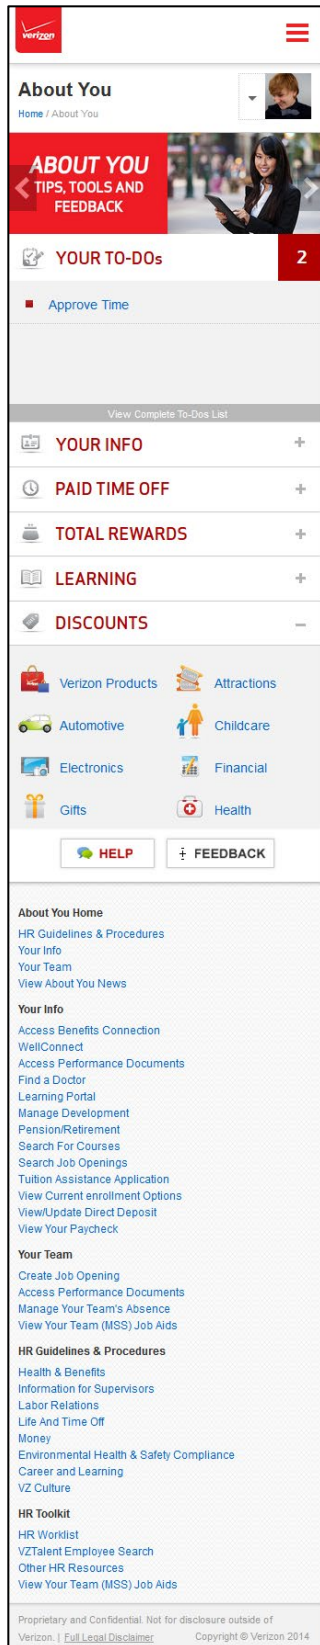 verizon
About You
Home / About You
ABOUT YOU
TIPS, TOOLS AND
FEEDBACK
YOUR TO-DOs 2
Approve Time
View Complete To-Dos List
YOUR INFO +
PAID TIME OFF +
TOTAL REWARDS +
LEARNING +
DISCOUNTS –
Verizon Products Attractions
Automotive Childcare
Electronics Financial
Gifts Health
HELP FEEDBACK
About You Home
HR Guidelines & Procedures
Your Info
Your Team
View About You News
Your Info
Access Benefits Connection
WellConnect
Access Performance Documents
Find a Doctor
Learning Portal
Manage Development
Pension/Retirement
Search For Courses
Search Job Openings
Tuition Assistance Application
View Current enrollment Options
View/Update Direct Deposit
View Your Paycheck
Your Team
Create Job Opening
Access Performance Documents
Manage Your Team's Absence
View Your Team (MSS) Job Aids
HR Guidelines & Procedures
Health & Benefits
Information for Supervisors
Labor Relations
Life And Time Off
Money
Environmental Health & Safety Compliance
Career and Learning
VZ Culture
HR Toolkit
HR Worklist
VZTalent Employee Search
Other HR Resources
View Your Team (MSS) Job Aids
Proprietary and Confidential. Not for disclosure outside of
Verizon. | Full Legal Disclaimer Copyright © Verizon 2014